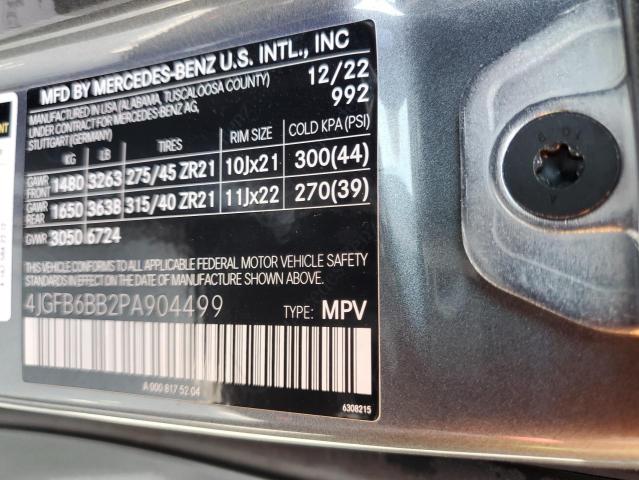 MFD BY MERCEDES-BENZ U.S. INTL., INC
MANUFACTURED IN USA (ALABAMA, TUSCALOOSA COUNTY) 12/22
UNDER CONTRACT FOR MERCEDES-BENZ AG, 992
STUTTGART (GERMANY)
KG LB TIRES RIM SIZE COLD KPA (PSI)
GAWR FRONT 1480 3263 275/45 ZR21 10Jx21 300(44)
GAWR REAR 1650 3638 315/40 ZR21 11Jx22 270(39)
GVWR 3050 6724
THIS VEHICLE CONFORMS TO ALL APPLICABLE FEDERAL MOTOR VEHICLE SAFETY
STANDARDS IN EFFECT ON THE DATE OF MANUFACTURE SHOWN ABOVE.
4JGFB6BB2PA904499 TYPE: MPV
A 000 817 52 04
6308215